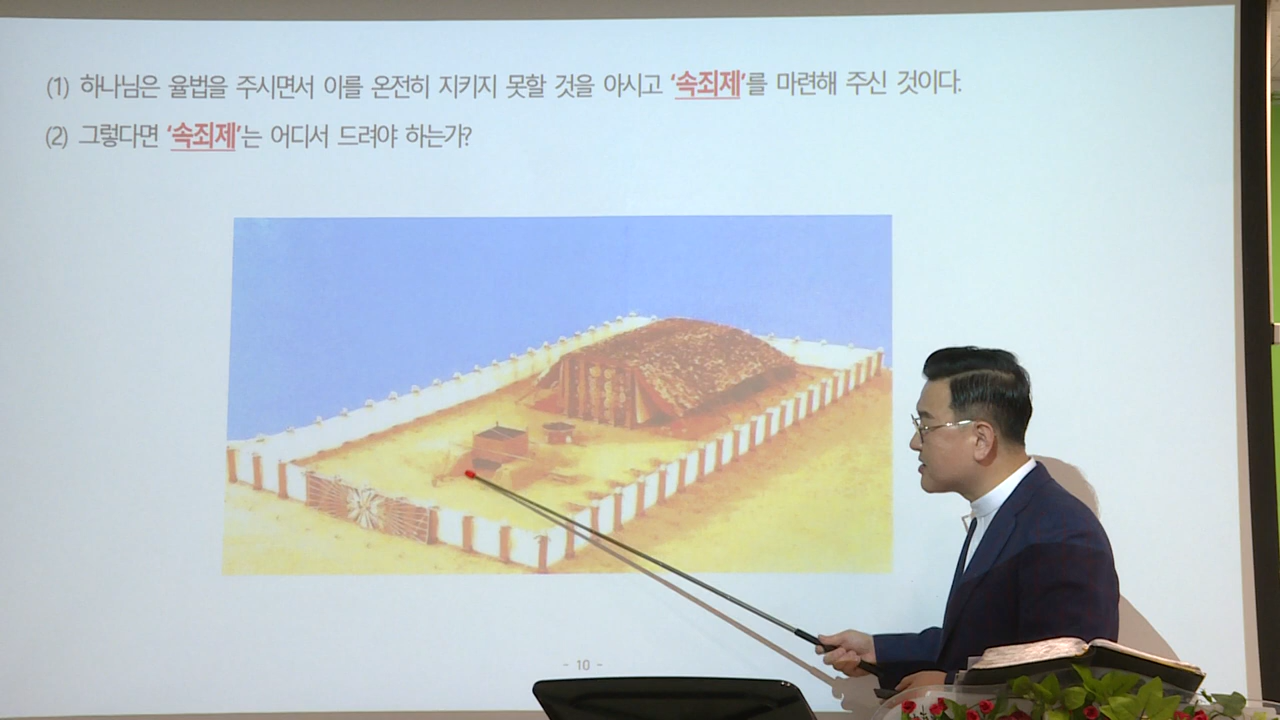 (1) 하나님은 율법을 주시면서 이를 온전히 지키지 못할 것을 아시고 '속죄제'를 마련해 주신 것이다.
(2) 그렇다면 '속죄제'는 어디서 드려야 하는가?
- 10 -